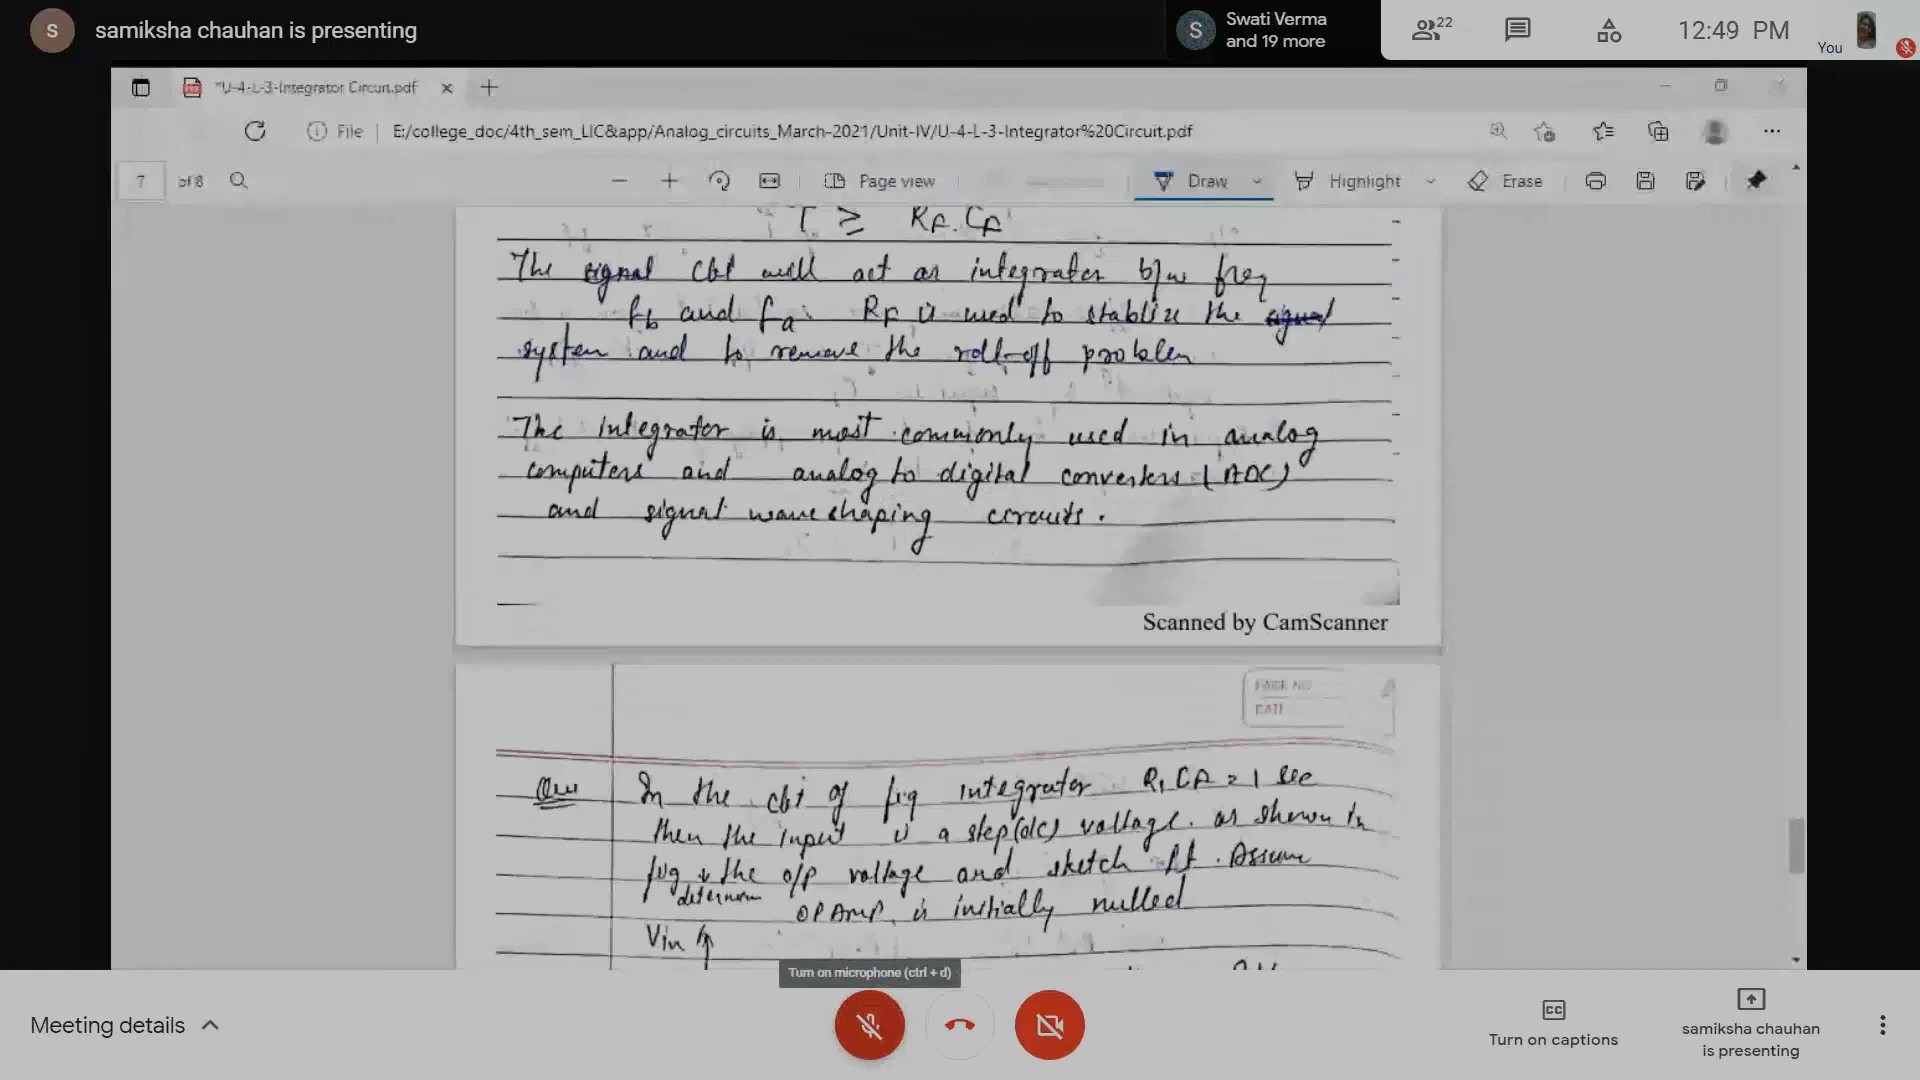 samiksha chauhan is presenting
S
Swati Verma
and 19 more
22
12:49 PM
You
U-4-L-3-Integrator Circuit.pdf
File
E:/college_doc/4th_sem_LIC&app/Analog_circuits_March-2021/Unit-IV/U-4-L-3-Integrator%20Circuit.pdf
7 of 8
Page view
Draw
Highlight
Erase
T ≥ RF.CF
The signal ckt will act as integrator b/w freq
fb and fa. RF is used to stablize the signal
system and to remove the roll-off problem
The integrator is most commonly used in analog
computers and analog to digital converters (ADC)
and signal wave shaping circuits.
Scanned by CamScanner
PAGE NO
DATE
Que In the ckt of fig integrator R1 CF = 1 sec
then the input is a step (dc) voltage. as shown in
fig determine the o/p voltage and sketch it. Assume
OPAMP is initially nulled
Vin
Turn on microphone (ctrl + d)
Meeting details
Turn on captions
samiksha chauhan
is presenting